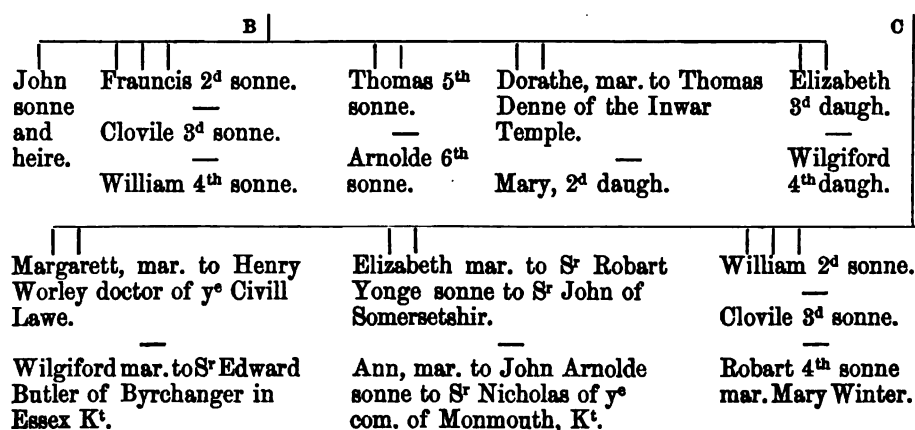 B
C
John
sonne
and
heire.
Frauncis 2ᵈ sonne.
Clovile 3ᵈ sonne.
William 4ᵗʰ sonne.
Thomas 5ᵗʰ
sonne.
Arnolde 6ᵗʰ
sonne.
Dorathe, mar. to Thomas
Denne of the Inwar
Temple.
Mary, 2ᵈ daugh.
Elizabeth
3ᵈ daugh.
Wilgiford
4ᵗʰ daugh.
Margarett, mar. to Henry
Worley doctor of yᵉ Civill
Lawe.
Wilgiford mar. to Sʳ Edward
Butler of Byrchanger in
Essex Kᵗ.
Elizabeth mar. to Sʳ Robart
Yonge sonne to Sʳ John of
Somersetshir.
Ann, mar. to John Arnolde
sonne to Sʳ Nicholas of yᵉ
com. of Monmouth, Kᵗ.
William 2ᵈ sonne.
Clovile 3ᵈ sonne.
Robart 4ᵗʰ sonne
mar. Mary Winter.